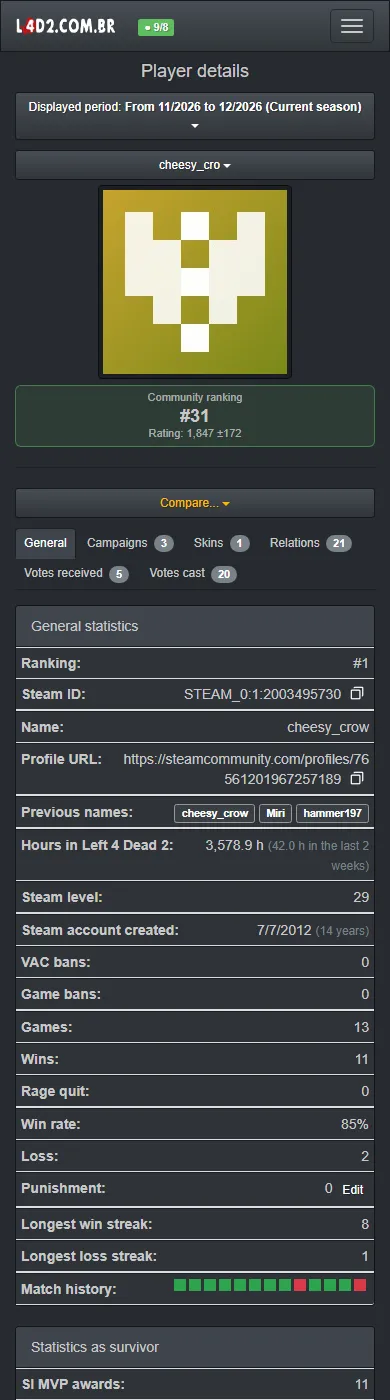 L4D2.COM.BR
9/8
Player details
Displayed period: From 11/2026 to 12/2026 (Current season)
cheesy_cro
Community ranking
#31
Rating: 1,847 ±172
Compare...
General Campaigns 3 Skins 1 Relations 21
Votes received 5 Votes cast 20
General statistics
Ranking: #1
Steam ID: STEAM_0:1:2003495730
Name: cheesy_crow
Profile URL: https://steamcommunity.com/profiles/76
561201967257189
Previous names: cheesy_crow Miri hammer197
Hours in Left 4 Dead 2: 3,578.9 h (42.0 h in the last 2
weeks)
Steam level: 29
Steam account created: 7/7/2012 (14 years)
VAC bans: 0
Game bans: 0
Games: 13
Wins: 11
Rage quit: 0
Win rate: 85%
Loss: 2
Punishment: 0 Edit
Longest win streak: 8
Longest loss streak: 1
Match history:
Statistics as survivor
SI MVP awards: 11